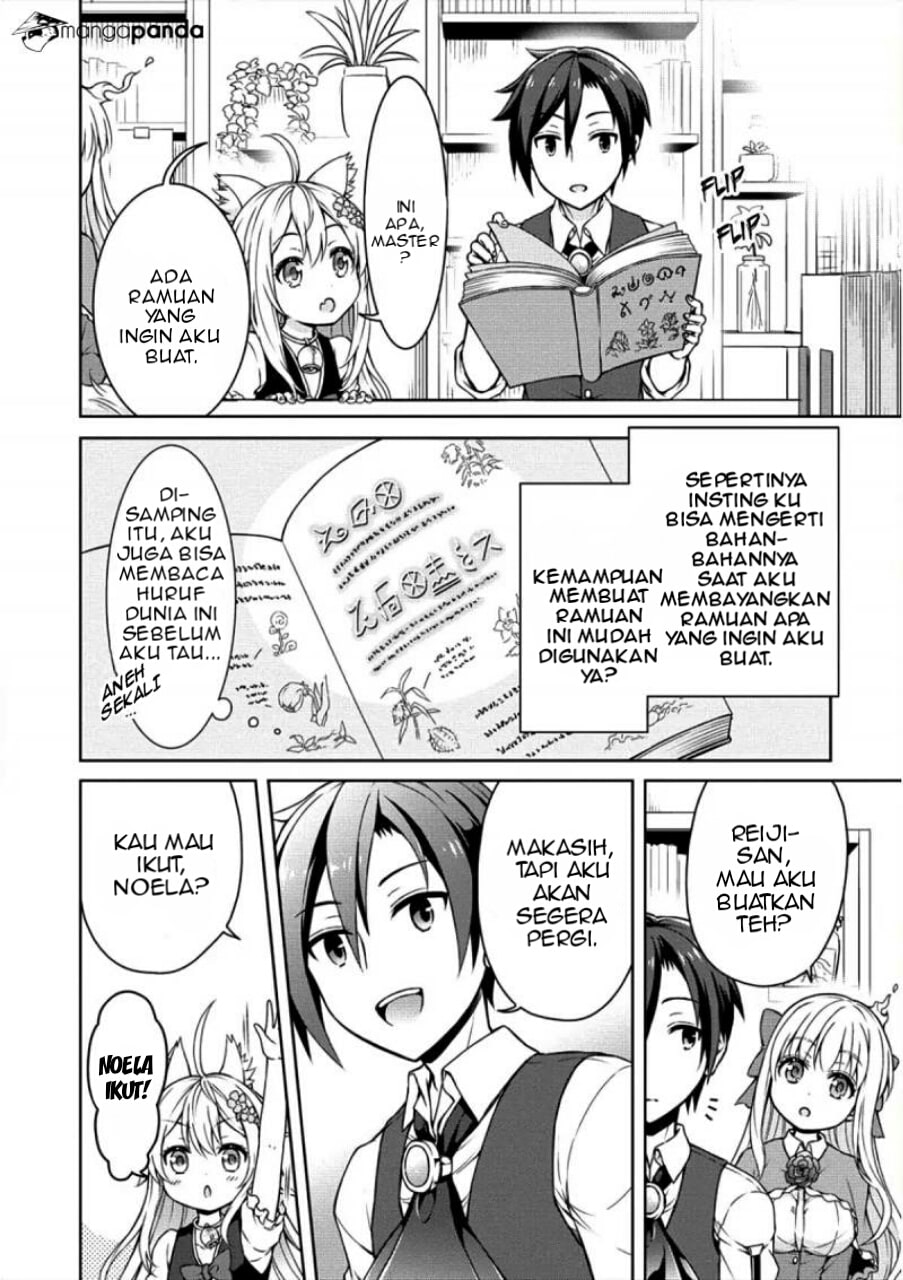 mangapanda
FLIP
FLIP
INI
APA,
MASTER
?
ADA
RAMUAN
YANG
INGIN AKU
BUAT.
SEPERTINYA
INSTING KU
BISA MENGERTI
BAHAN-
BAHANNYA
SAAT AKU
MEMBAYANGKAN
RAMUAN APA
YANG INGIN AKU
BUAT.
KEMAMPUAN
MEMBUAT
RAMUAN
INI MUDAH
DIGUNAKAN
YA?
DI-
SAMPING
ITU, AKU
JUGA BISA
MEMBACA
HURUF
DUNIA INI
SEBELUM
AKU TAU...
ANEH
SEKALI
...
REIJI-
SAN,
MAU AKU
BUATKAN
TEH?
MAKASIH,
TAPI AKU
AKAN
SEGERA
PERGI.
KAU MAU
IKUT,
NOELA?
NOELA
IKUT!